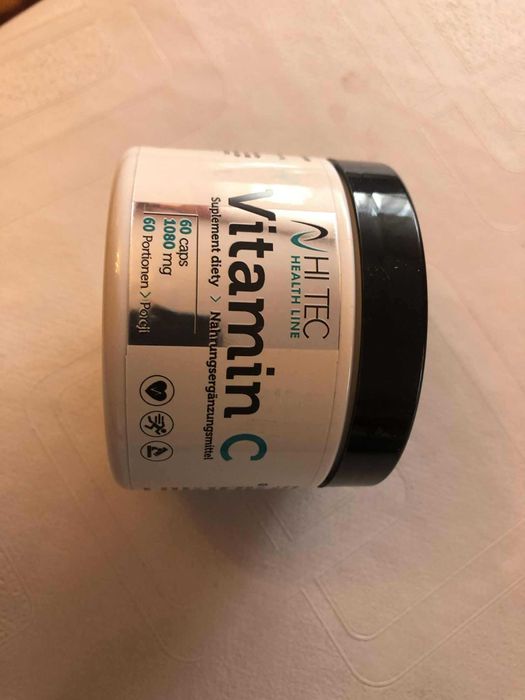 HI TEC
HEALTH LINE
Vitamin C
Suplement diety > Nahrungsergänzungsmittel
60 caps
1080 mg
60 Portionen > Porcji